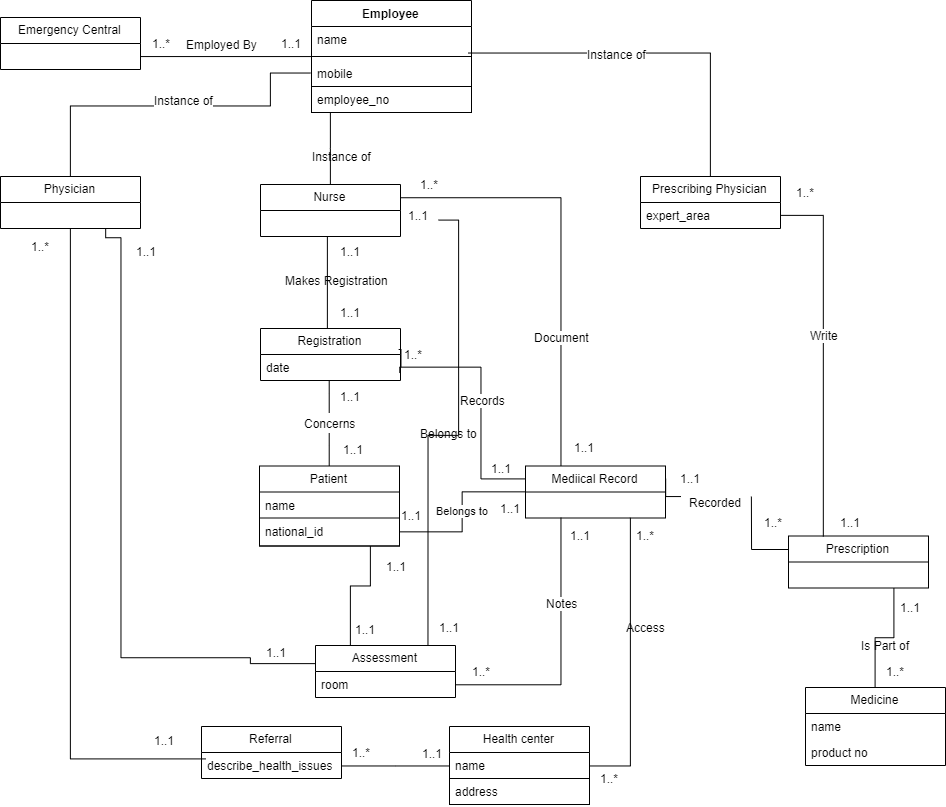 Employee
Emergency Central
name
1..*
Employed By
1..1
Instance of
mobile
Instance of
employee_no
Instance of
Physician
1..*
Nurse
Prescribing Physician
1..*
1..1
expert_area
1..*
1..1
1..1
Makes Registration
1..1
Registration
Document
Write
1..*
date
1..1
Records
Concerns
Belongs to
1..1
1..1
1..1
Patient
Mediical Record
1..1
name
Recorded
1..1
Belongs to
1..1
national_id
1..*
1..1
1..1
1..*
Prescription
1..1
Notes
1..1
1..1
1..1
Access
Is Part of
1..1
Assessment
1..*
1..*
room
Medicine
name
1..1
Referral
1..*
1..1
Health center
product no
describe_health_issues
name
1..*
address